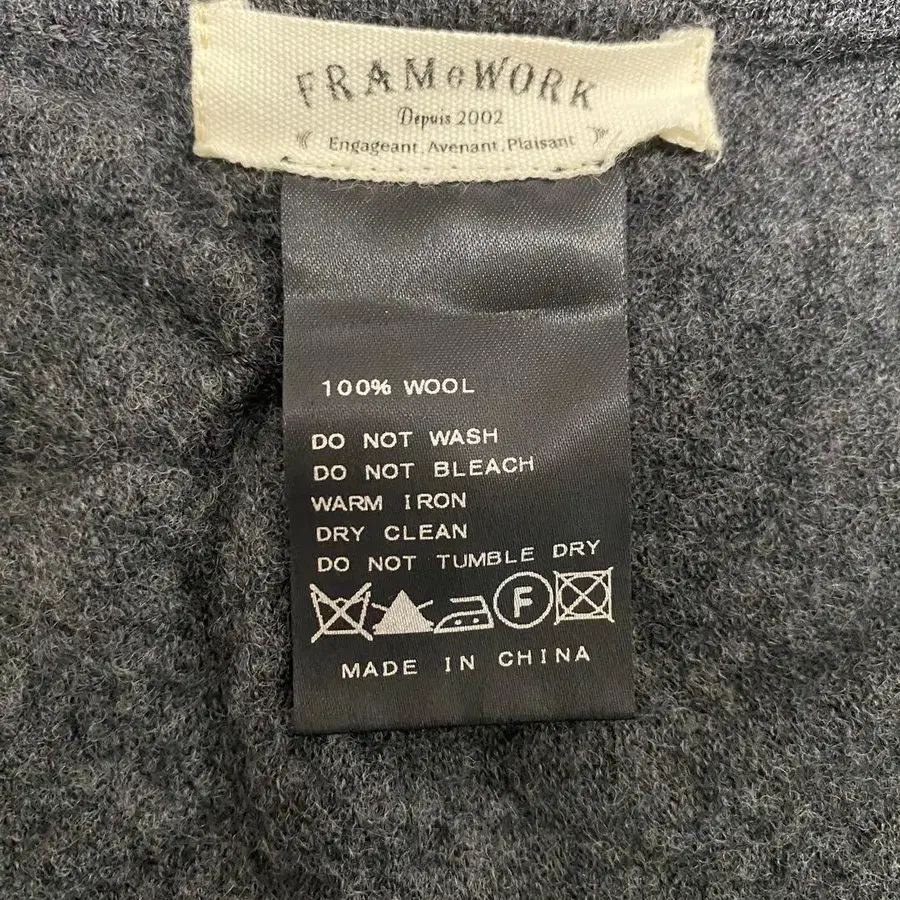 FRAMeWORK
Depuis 2002
Engageant. Avenant. Plaisant
100% WOOL
DO NOT WASH
DO NOT BLEACH
WARM IRON
DRY CLEAN
DO NOT TUMBLE DRY
F
MADE IN CHINA